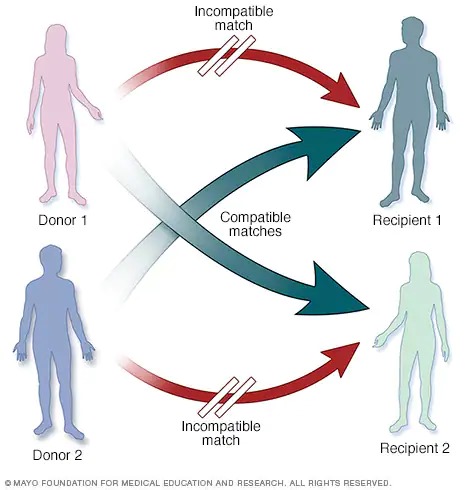 Incompatible
match
Donor 1
Recipient 1
Compatible
matches
Donor 2
Incompatible
match
Recipient 2
© MAYO FOUNDATION FOR MEDICAL EDUCATION AND RESEARCH. ALL RIGHTS RESERVED.